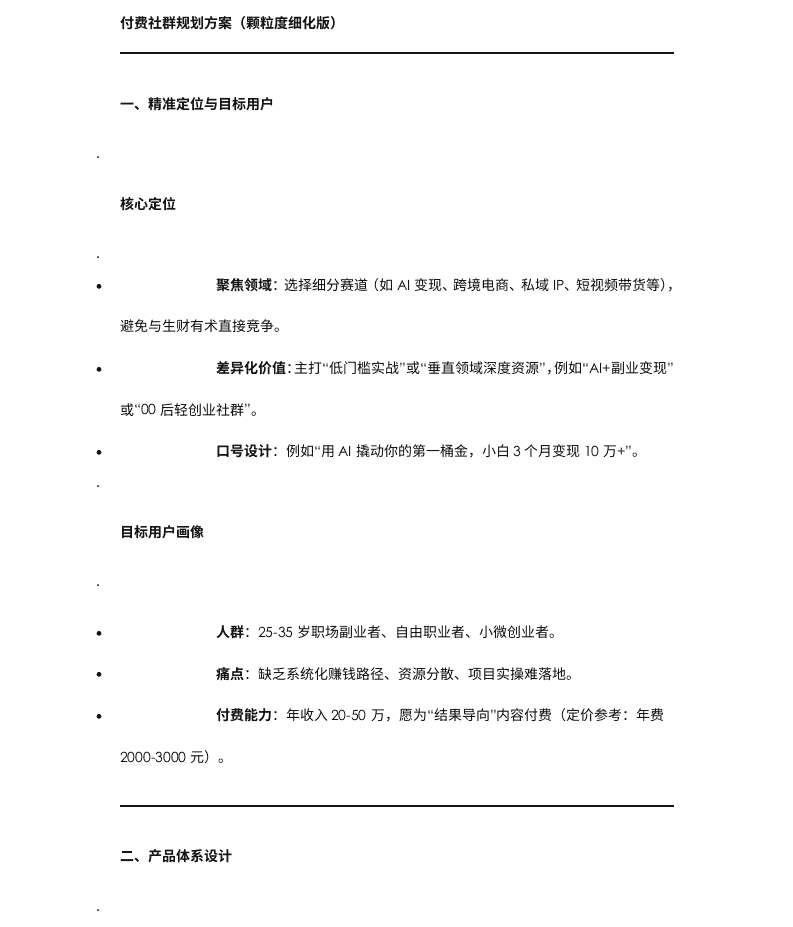 付费社群规划方案（颗粒度细化版）
一、精准定位与目标用户
·
核心定位
·
• 聚焦领域：选择细分赛道（如 AI 变现、跨境电商、私域 IP、短视频带货等），
避免与生财有术直接竞争。
• 差异化价值：主打“低门槛实战”或“垂直领域深度资源”，例如“AI+副业变现”
或“00 后轻创业社群”。
• 口号设计：例如“用 AI 撬动你的第一桶金，小白 3 个月变现 10 万+”。
·
目标用户画像
·
• 人群：25-35 岁职场副业者、自由职业者、小微创业者。
• 痛点：缺乏系统化赚钱路径、资源分散、项目实操难落地。
• 付费能力：年收入 20-50 万，愿为“结果导向”内容付费（定价参考：年费
2000-3000 元）。
二、产品体系设计
·